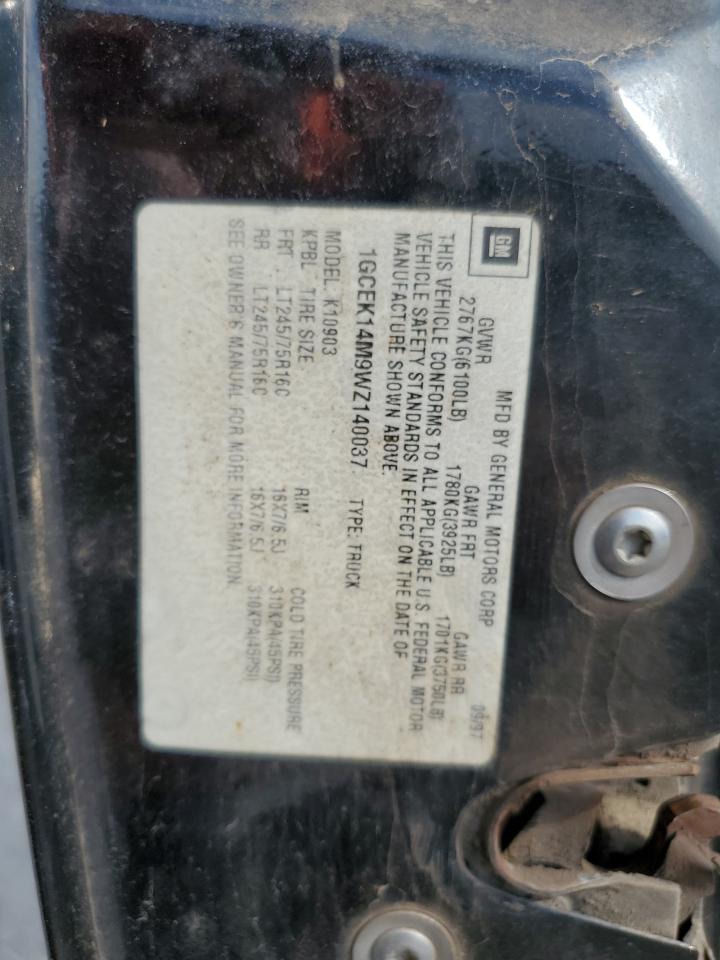 GM
MFD BY GENERAL MOTORS CORP 09/97
GVWR GAWR FRT GAWR RR
2767KG(6100LB) 1780KG(3925LB) 1701KG(3750LB)
THIS VEHICLE CONFORMS TO ALL APPLICABLE U.S. FEDERAL MOTOR
VEHICLE SAFETY STANDARDS IN EFFECT ON THE DATE OF
MANUFACTURE SHOWN ABOVE.
1GCEK14M9WZ140037 TYPE: TRUCK
MODEL: K10903
KPBL TIRE SIZE RIM COLD TIRE PRESSURE
FRT LT245/75R16C 16X7/6.5J 310KPA(45PSI)
RR LT245/75R16C 16X7/6.5J 310KPA(45PSI)
SEE OWNER'S MANUAL FOR MORE INFORMATION.